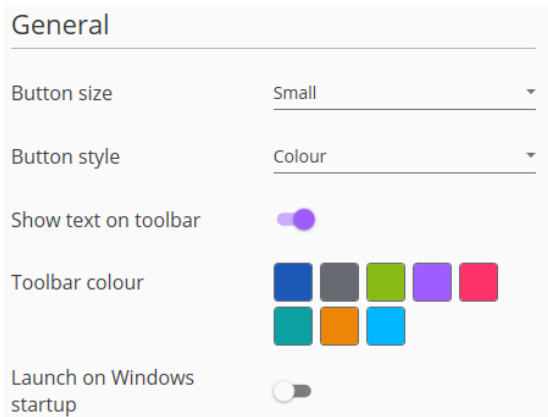 General
Button size Small
Button style Colour
Show text on toolbar
Toolbar colour
Launch on Windows
startup